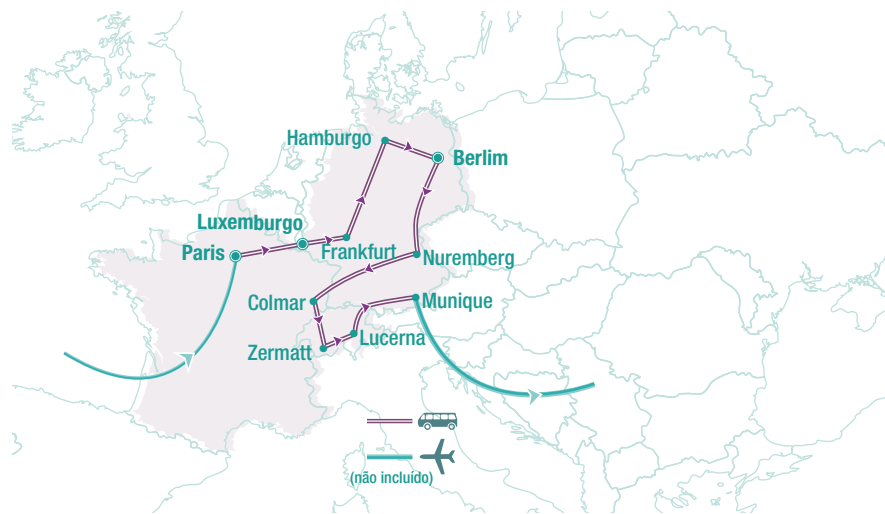 Hamburgo
Berlim
Luxemburgo
Paris
Frankfurt
Nuremberg
Colmar
Munique
Lucerna
Zermatt
(não incluído)